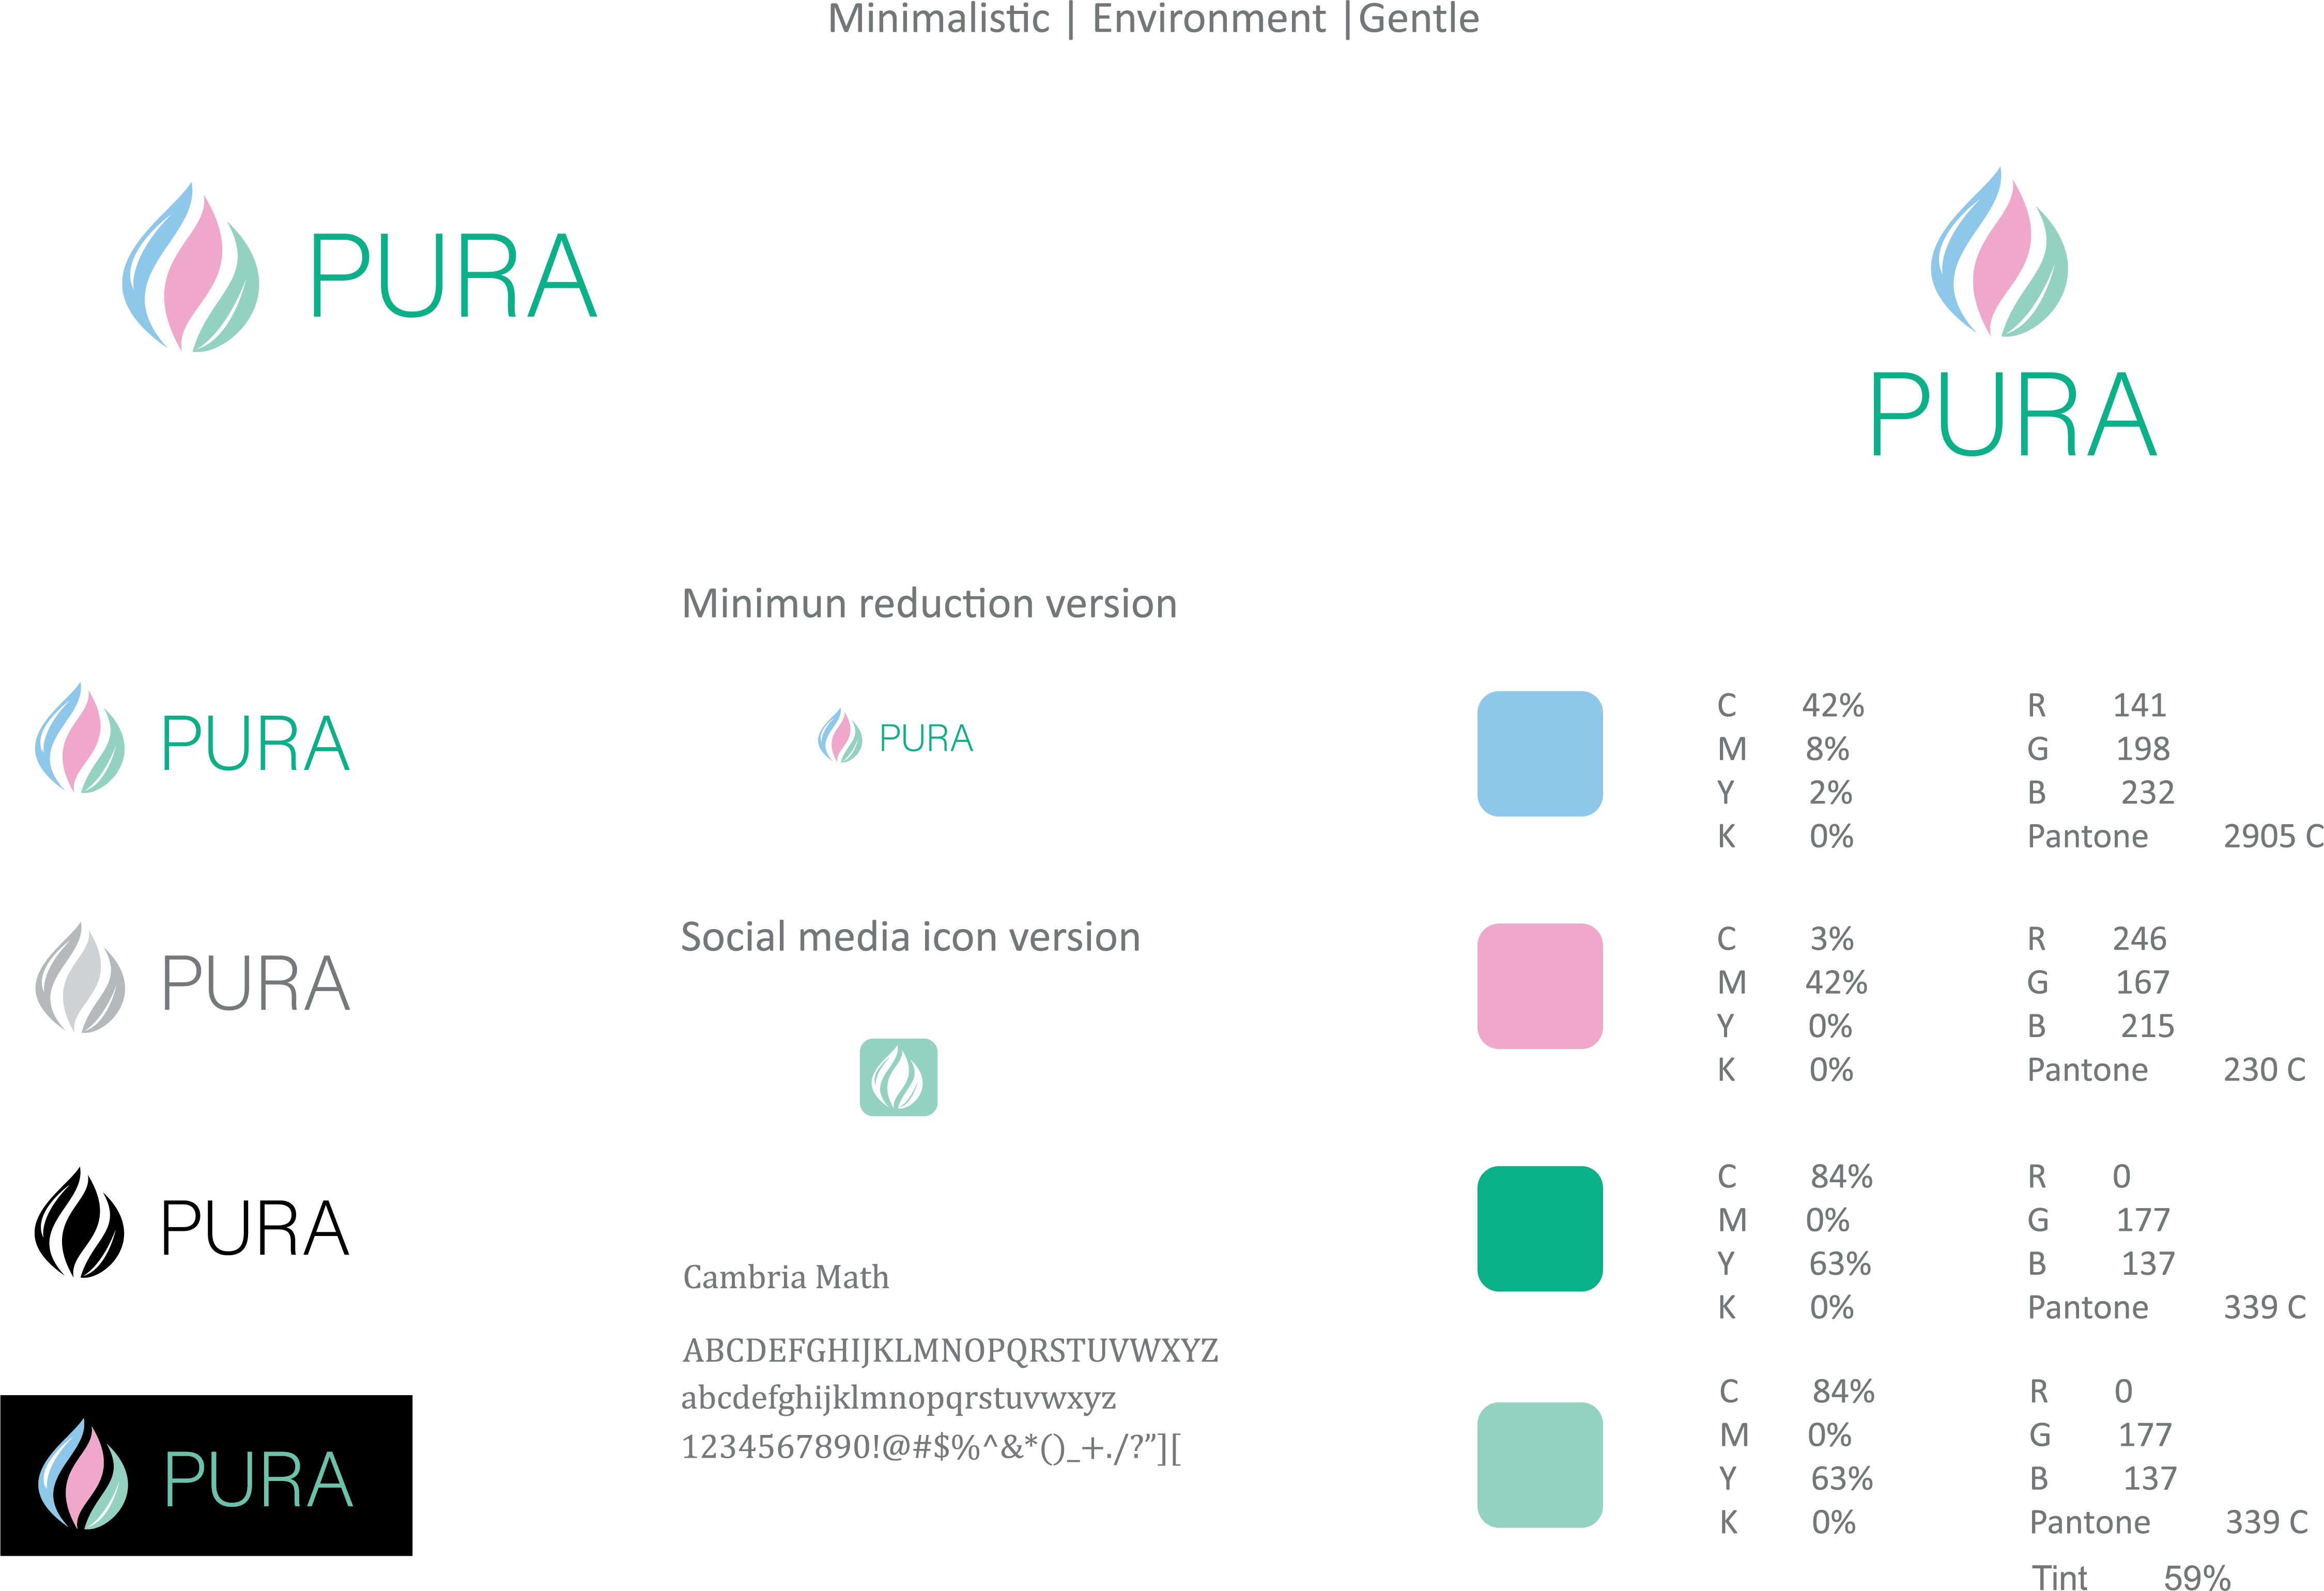 Minimalistic | Environment |Gentle
PURA
PURA
Minimun reduction version
PURA
PURA
Social media icon version
PURA
PURA
PURA
Cambria Math
ABCDEFGHIJKLMNOPQRSTUVWXYZ
abcdefghijklmnopqrstuvwxyz
1234567890!@#$%^&*()_+./?”][
C 42% R 141
M 8% G 198
Y 2% B 232
K 0% Pantone 2905 C
C 3% R 246
M 42% G 167
Y 0% B 215
K 0% Pantone 230 C
C 84% R 0
M 0% G 177
Y 63% B 137
K 0% Pantone 339 C
C 84% R 0
M 0% G 177
Y 63% B 137
K 0% Pantone 339 C
Tint 59%